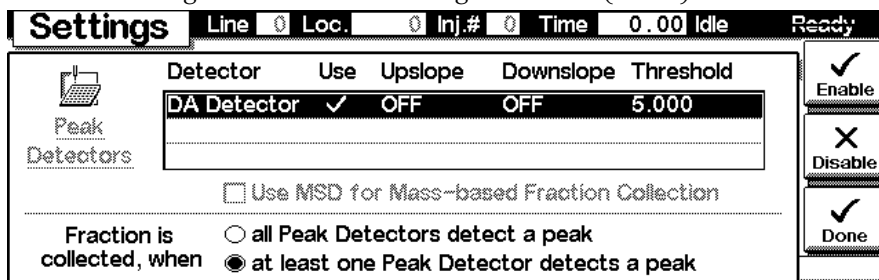 Settings Line 0 Loc. 0 Inj.# 0 Time 0.00 Idle Ready
Detector Use Upslope Downslope Threshold
DA Detector ✓ OFF OFF 5.000
Peak
Detectors
Use MSD for Mass-based Fraction Collection
Fraction is
collected, when
all Peak Detectors detect a peak
at least one Peak Detector detects a peak
Enable
Disable
Done